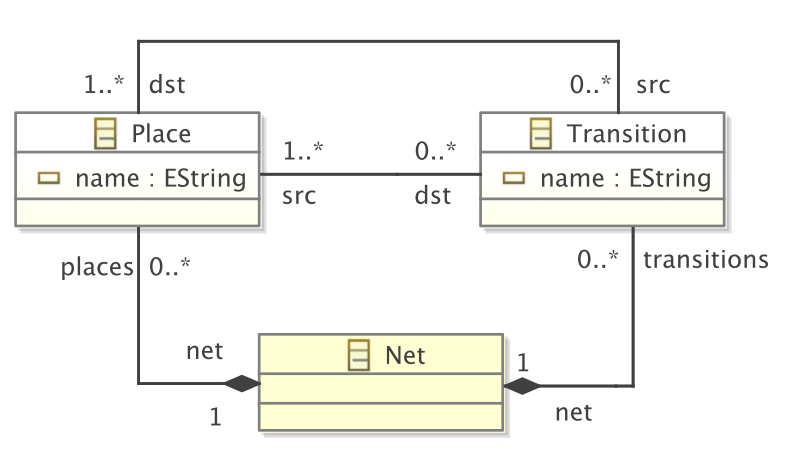 1..* dst
0..* src
Place
name : EString
1..*
src
0..*
dst
Transition
name : EString
places 0..*
0..* transitions
net
1
Net
1
net